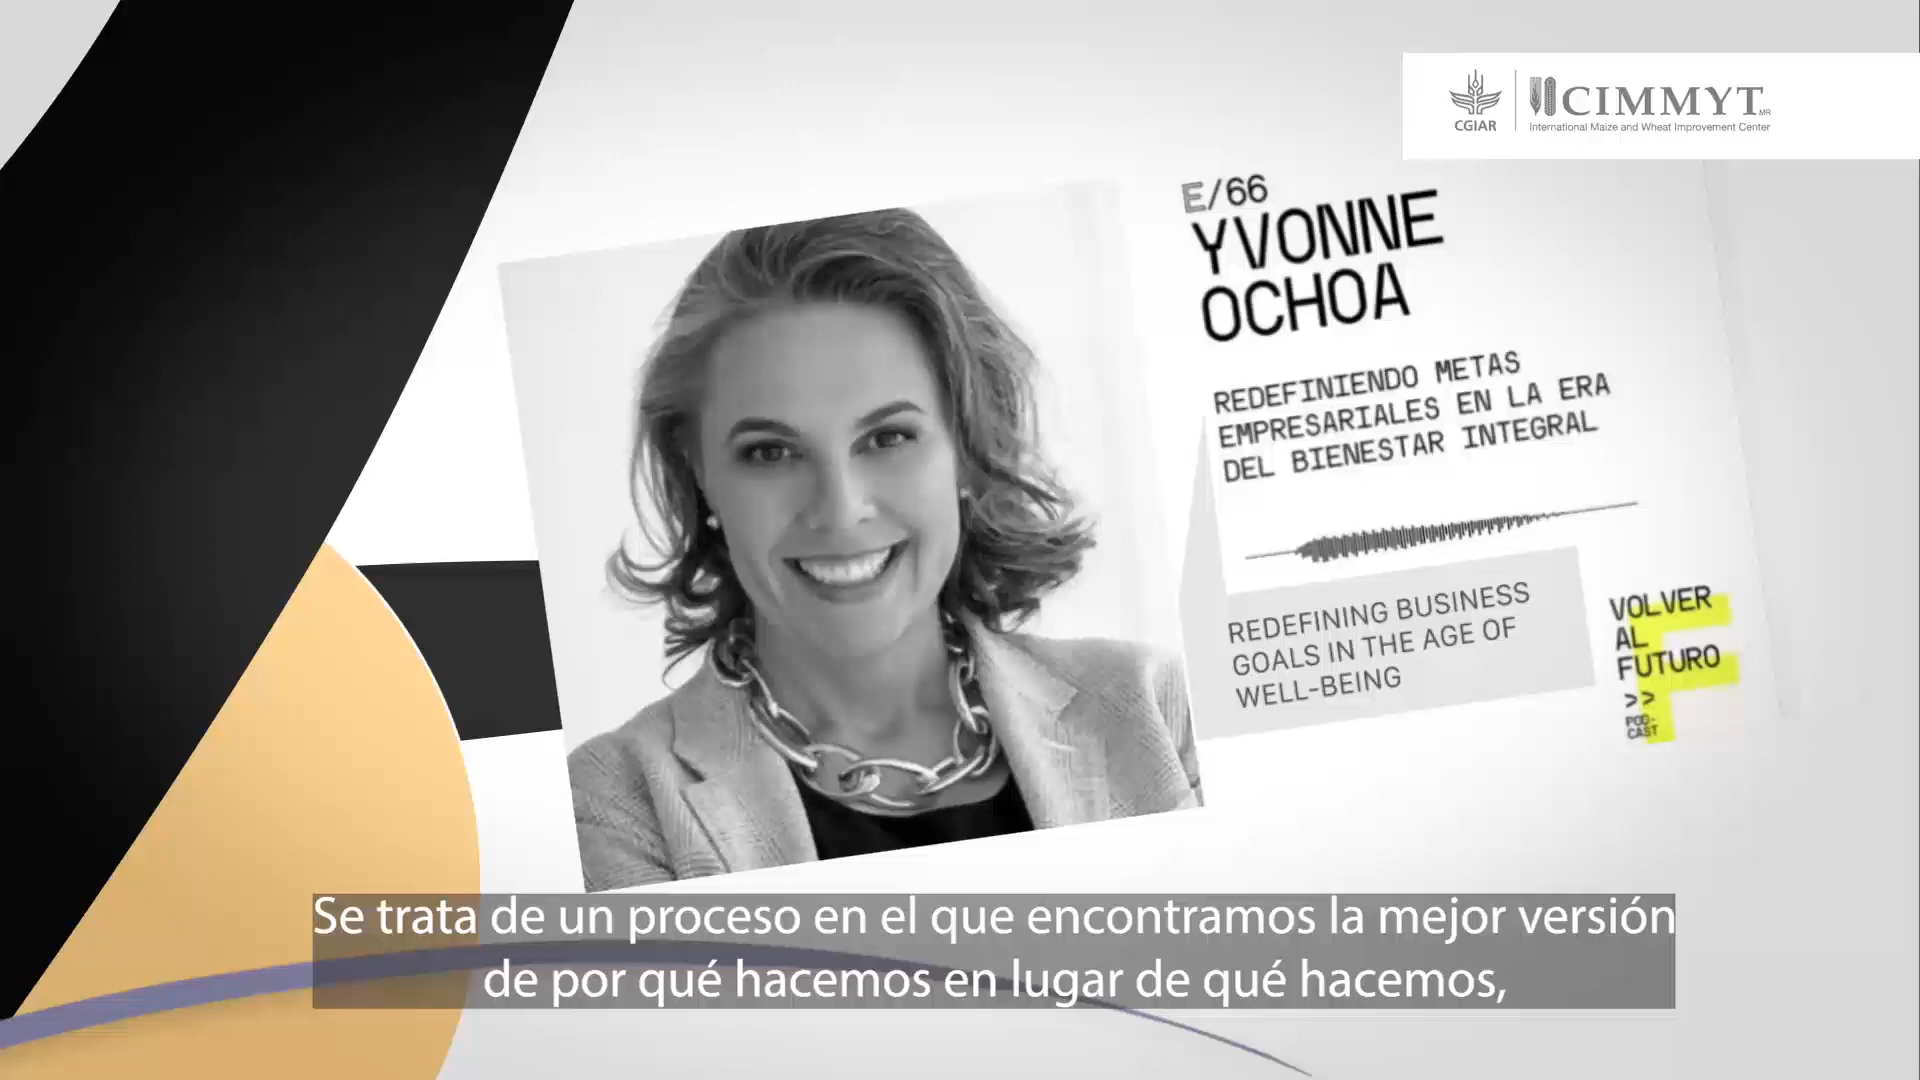 CGIAR
CIMMYT MR
International Maize and Wheat Improvement Center
E/66
YVONNE
OCHOA
REDEFINIENDO METAS
EMPRESARIALES EN LA ERA
DEL BIENESTAR INTEGRAL
REDEFINING BUSINESS
GOALS IN THE AGE OF
WELL-BEING
VOLVER
AL
FUTURO
>>
POD-
CAST
Se trata de un proceso en el que encontramos la mejor versión
de por qué hacemos en lugar de qué hacemos,